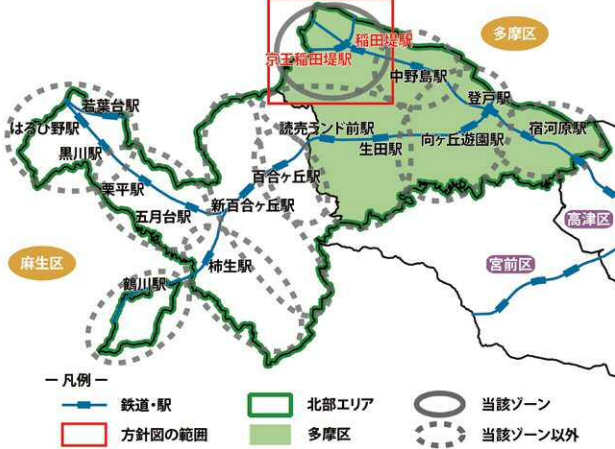 多摩区
稲田堤駅
京王稲田堤駅
中野島駅
登戸駅
若葉台駅
はるひ野駅
読売ランド前駅
向ヶ丘遊園駅
宿河原駅
黒川駅
生田駅
百合ヶ丘駅
栗平駅
新百合ヶ丘駅
五月台駅
高津区
麻生区
柿生駅
宮前区
鶴川駅
− 凡例 −
鉄道・駅
北部エリア
当該ゾーン
方針図の範囲
多摩区
当該ゾーン以外